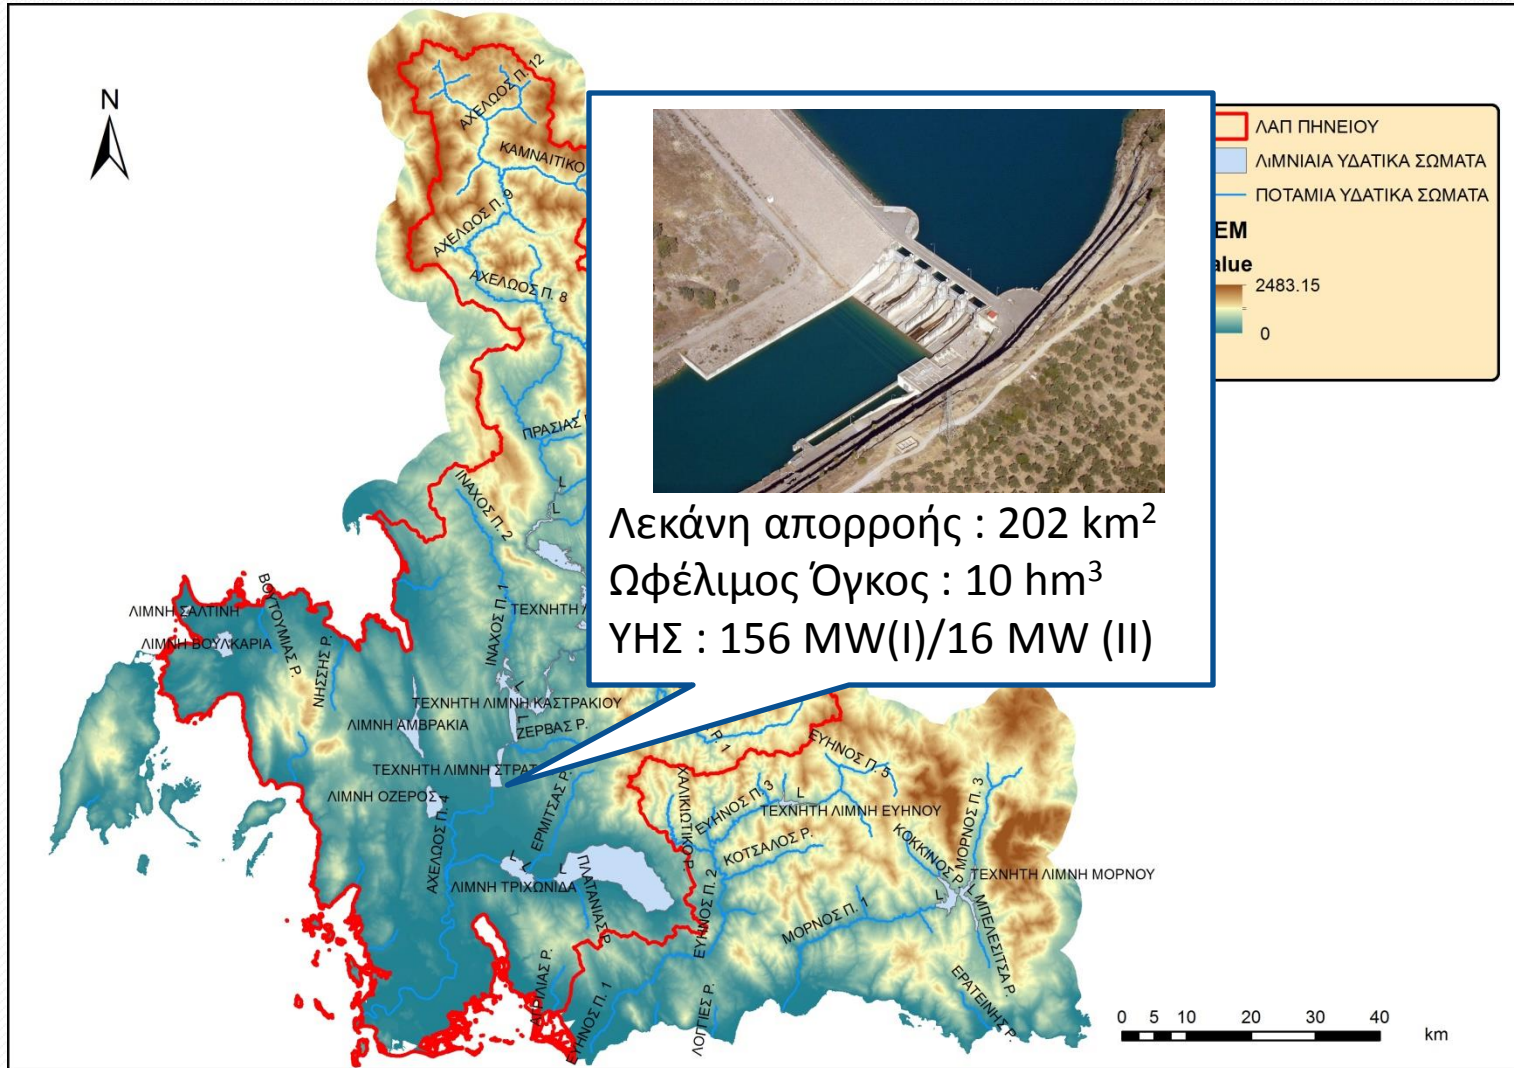 N
ΑΧΕΛΩΟΣ Π. 12
ΚΑΜΝΑΙΤΙΚΟ
ΑΧΕΛΩΟΣ Π. 9
ΑΧΕΛΩΟΣ Π. 8
ΠΡΑΣΙΑΣ
ΙΝΑΧΟΣ Π. 2
L
L
ΛΑΠ ΠΗΝΕΙΟΥ
ΛιΜΝΙΑΙΑ ΥΔΑΤΙΚΑ ΣΩΜΑΤΑ
ΠΟΤΑΜΙΑ ΥΔΑΤΙΚΑ ΣΩΜΑΤΑ
EM
alue
2483.15
0
Λεκάνη απορροής : 202 km²
Ωφέλιμος Όγκος : 10 hm³
ΥΗΣ : 156 MW(I)/16 MW (II)
ΒΟΥΤΟΥΜΙΑΣ Ρ.
ΛΙΜΝΗ ΣΑΛΤΙΝΗ
ΛΙΜΝΗ ΒΟΥΛΚΑΡΙΑ
ΝΗΣΣΗΣ Ρ.
ΙΝΑΧΟΣ Π. 1
ΤΕΧΝΗΤΗ
L
ΤΕΧΝΗΤΗ ΛΙΜΝΗ ΚΑΣΤΡΑΚΙΟΥ
L
ΛΙΜΝΗ ΑΜΒΡΑΚΙΑ
ΖΕΡΒΑΣ Ρ.
Ρ. 1
ΕΥΗΝΟΣ Π. 5
ΤΕΧΝΗΤΗ ΛΙΜΝΗ ΣΤΡΑΤ
ΛΙΜΝΗ ΟΖΕΡΟΣ
ΑΧΕΛΩΟΣ Π. 4
ΕΡΜΙΤΣΑΣ Ρ.
ΧΑΛΙΚΙΩΤΙΚΟ Ρ.
ΕΥΗΝΟΣ Π. 3
L
ΤΕΧΝΗΤΗ ΛΙΜΝΗ ΕΥΗΝΟΥ
ΜΟΡΝΟΣ Π. 3
ΚΟΤΣΑΛΟΣ Ρ.
ΚΟΚΚΙΝΟΣ Ρ.
L
L
L
ΛΙΜΝΗ ΤΡΙΧΩΝΙΔΑ
ΠΛΑΤΑΝΙΑΣ Ρ.
ΕΥΗΝΟΣ Π. 2
ΤΕΧΝΗΤΗ ΛΙΜΝΗ ΜΟΡΝΟΥ
L
L
ΜΟΡΝΟΣ Π. 1
ΜΠΕΛΕΣΙΤΣΑ Ρ.
ΕΡΑΤΕΙΝΗΣ Ρ.
ΕΥΗΝΟΣ Π. 1
0 5 10 20 30 40
km